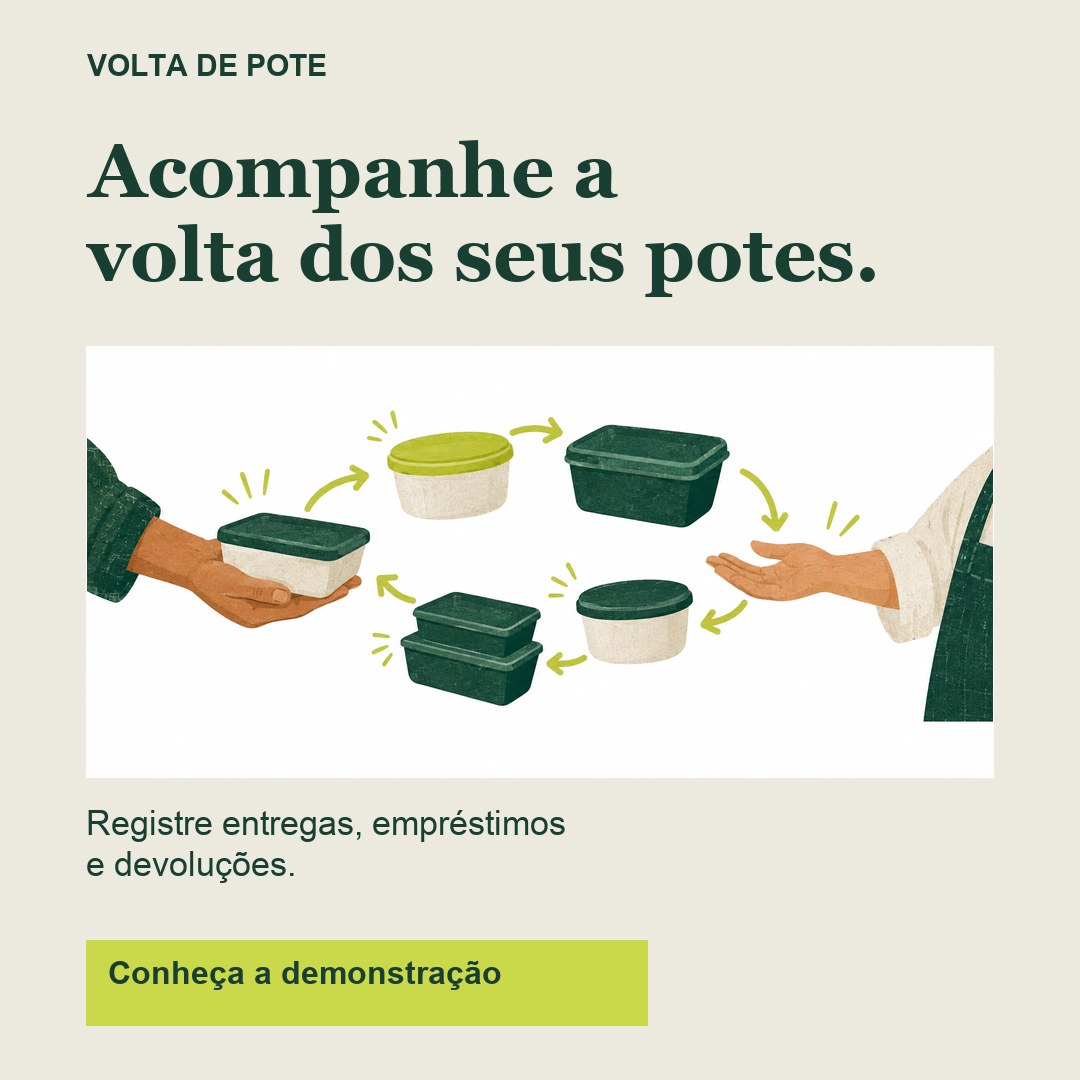 VOLTA DE POTE
Acompanhe a
volta dos seus potes.
Registre entregas, empréstimos
e devoluções.
Conheça a demonstração